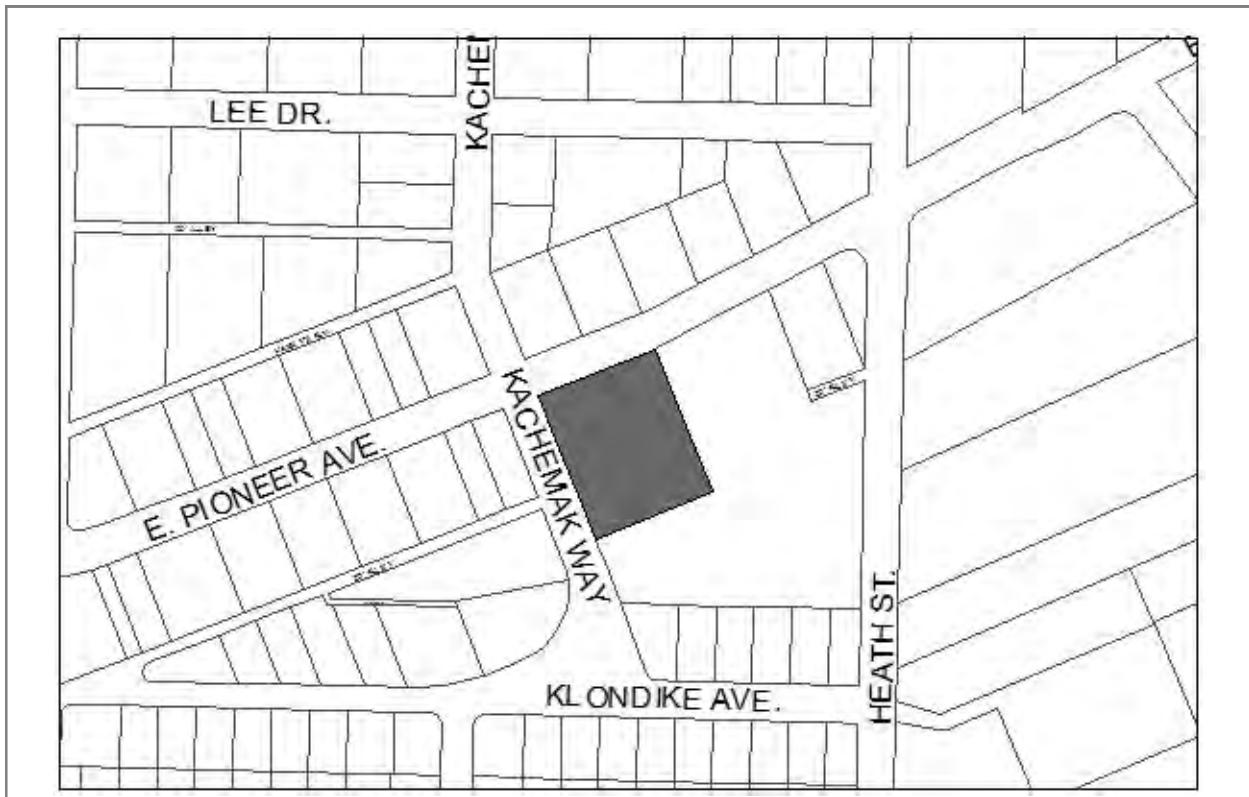 LEE DR.
KACHE
E. PIONEER AVE.
KACHEMAK WAY
KLONDIKE AVE.
HEATH ST.